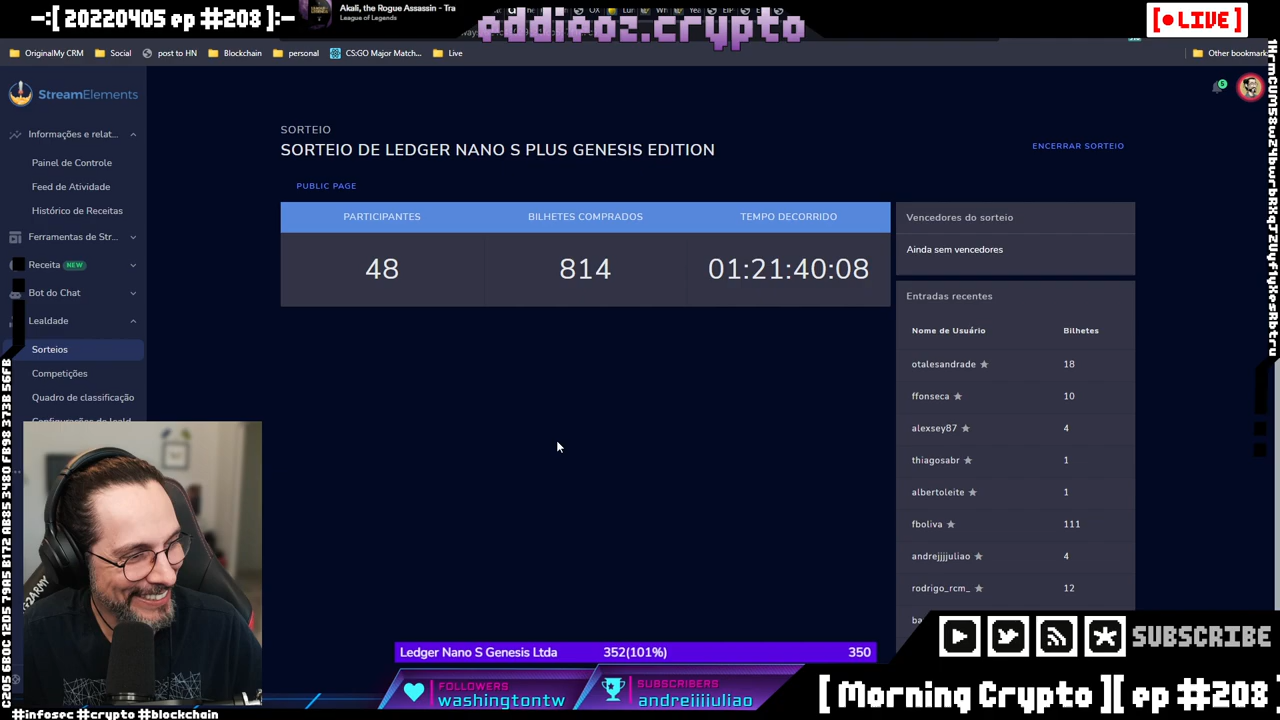 -:[ 20220405 ep #208 ]:-
Akali, the Rogue Assassin - Tra
League of Legends
eddieoz.crypto
[● LIVE ]
OriginalMy CRM
Social
post to HN
Blockchain
personal
CS:GO Major Match...
Live
Other bookmark
StreamElements
5
Informações e relat...
Painel de Controle
Feed de Atividade
Histórico de Receitas
Ferramentas de Str...
Receita NEW
Bot do Chat
Lealdade
Sorteios
Competições
Quadro de classificação
SORTEIO
SORTEIO DE LEDGER NANO S PLUS GENESIS EDITION
ENCERRAR SORTEIO
PUBLIC PAGE
PARTICIPANTES
BILHETES COMPRADOS
TEMPO DECORRIDO
48
814
01:21:40:08
Vencedores do sorteio
Ainda sem vencedores
Entradas recentes
Nome de Usuário
Bilhetes
otalesandrade ★ 18
ffonseca ★ 10
alexsey87 ★ 4
thiagosabr ★ 1
albertoleite ★ 1
fboliva ★ 111
andrejjjjuliao ★ 4
rodrigo_rcm_ ★ 12
Ledger Nano S Genesis Ltda
352(101%)
350
FOLLOWERS
washingtontw
SUBSCRIBERS
andrejjjjuliao
SUBSCRIBE
[ Morning Crypto ][ ep #208 ]
#infosec #crypto #blockchain